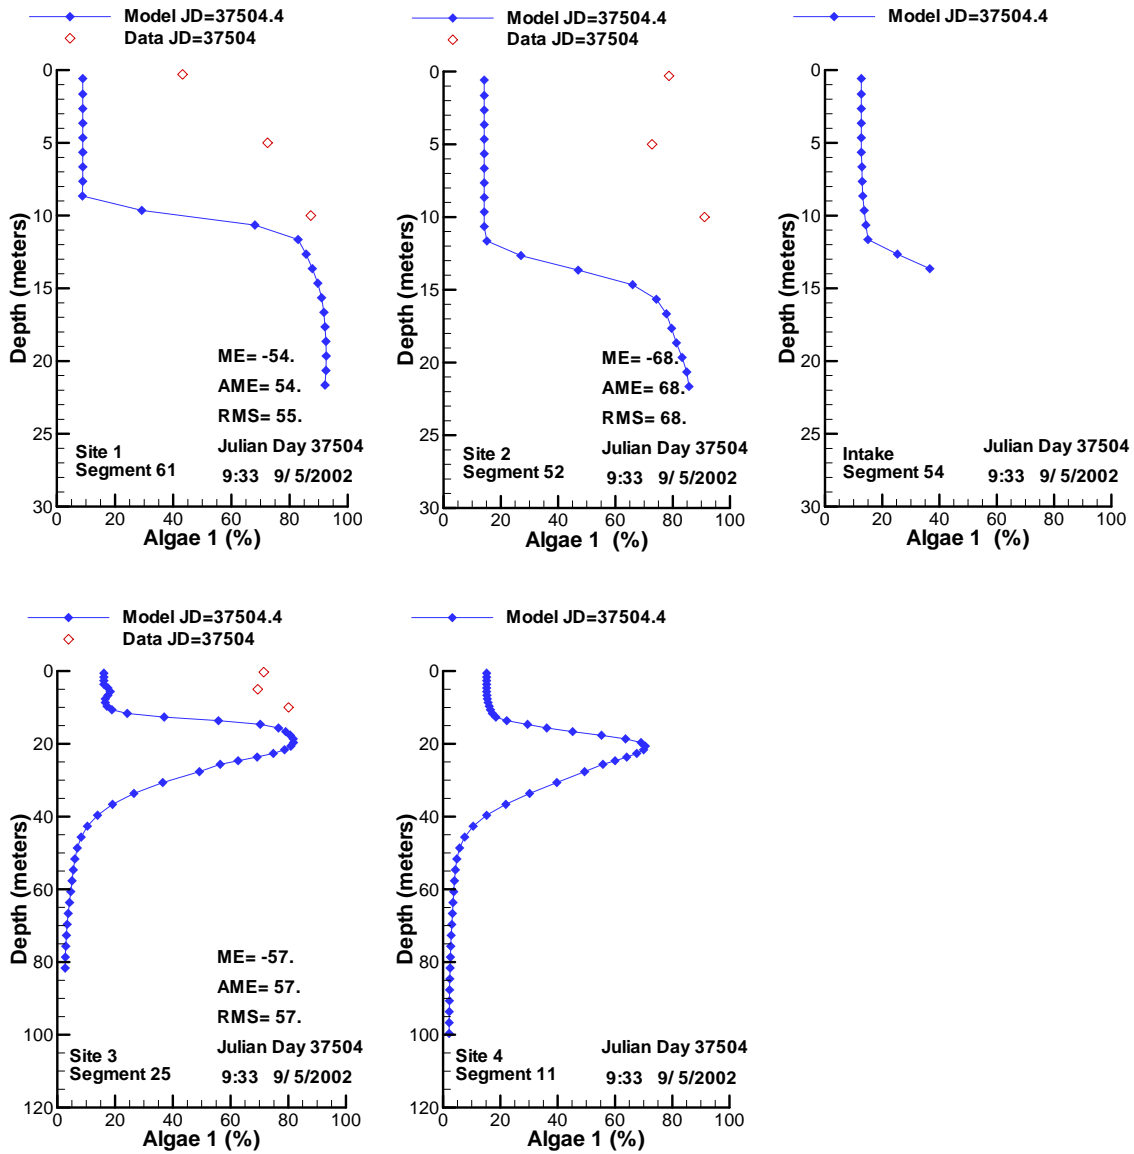 Model JD=37504.4
Data JD=37504
0
5
10
15
20
25
30
0 20 40 60 80 100
Depth (meters)
Algae 1 (%)
ME= -54.
AME= 54.
RMS= 55.
Site 1
Segment 61
Julian Day 37504
9:33 9/ 5/2002
Model JD=37504.4
Data JD=37504
0
5
10
15
20
25
30
0 20 40 60 80 100
Depth (meters)
Algae 1 (%)
ME= -68.
AME= 68.
RMS= 68.
Site 2
Segment 52
Julian Day 37504
9:33 9/ 5/2002
Model JD=37504.4
0
5
10
15
20
25
30
0 20 40 60 80 100
Depth (meters)
Algae 1 (%)
Intake
Segment 54
Julian Day 37504
9:33 9/ 5/2002
Model JD=37504.4
Data JD=37504
0
20
40
60
80
100
120
0 20 40 60 80 100
Depth (meters)
Algae 1 (%)
ME= -57.
AME= 57.
RMS= 57.
Site 3
Segment 25
Julian Day 37504
9:33 9/ 5/2002
Model JD=37504.4
0
20
40
60
80
100
120
0 20 40 60 80 100
Depth (meters)
Algae 1 (%)
Site 4
Segment 11
Julian Day 37504
9:33 9/ 5/2002